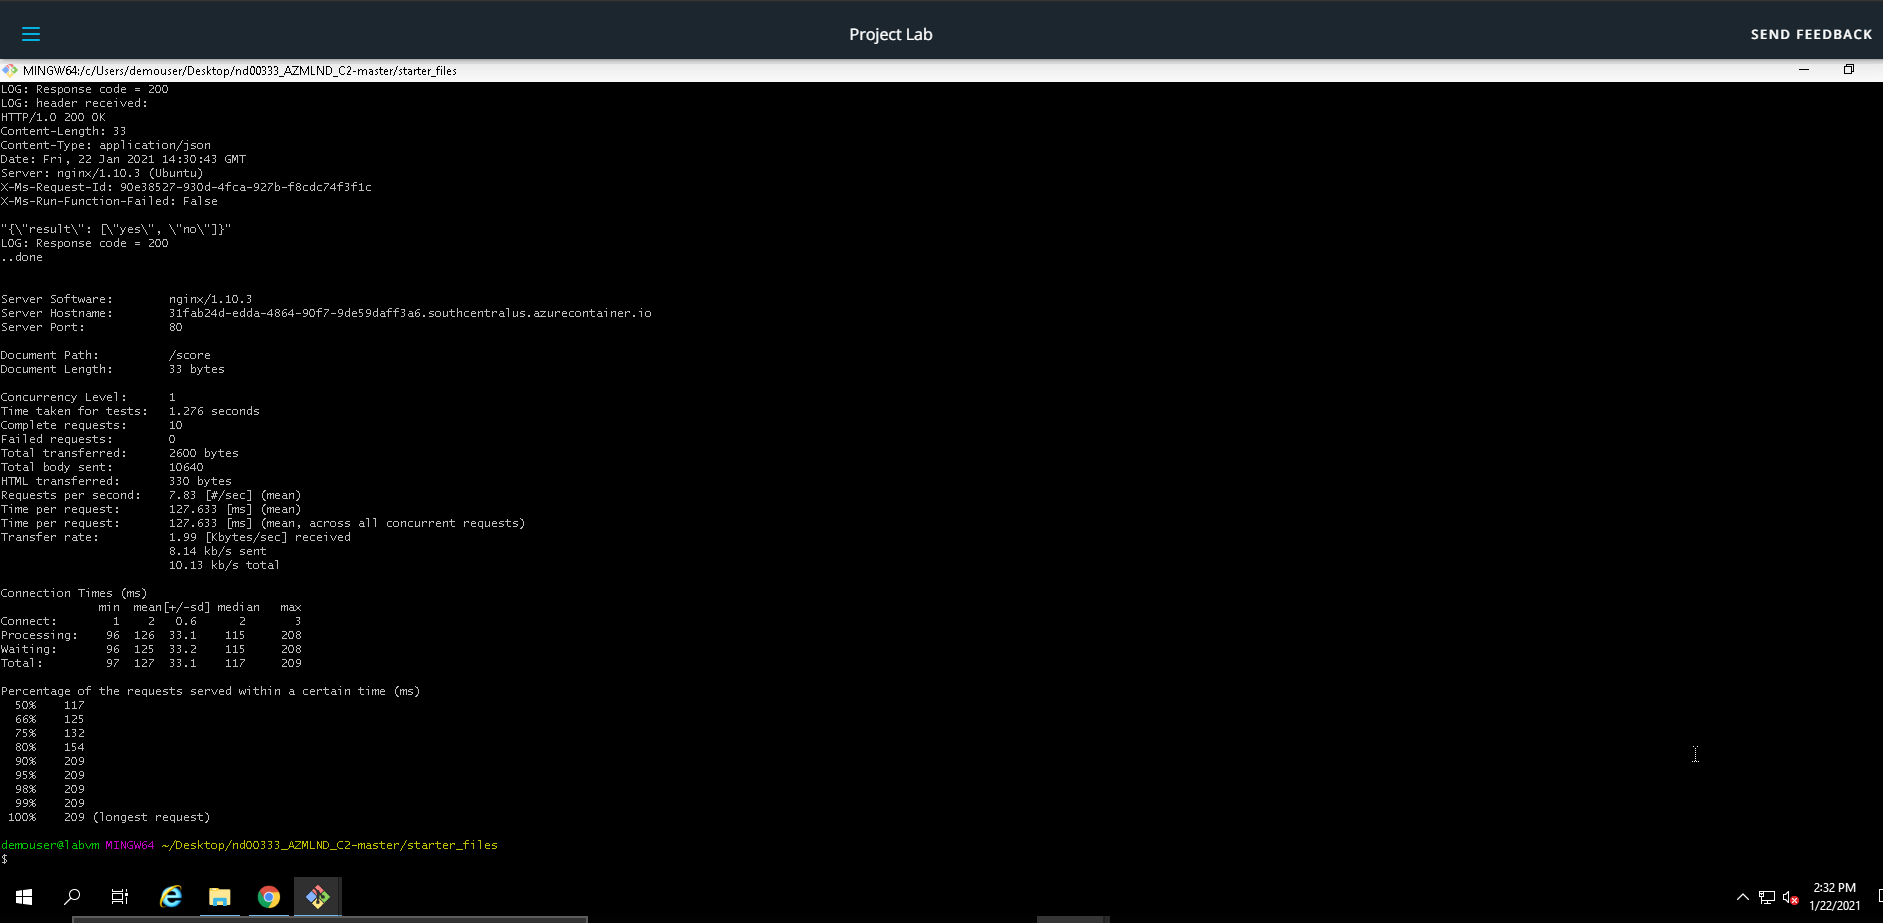 Project Lab
SEND FEEDBACK
MINGW64:/c/Users/demouser/Desktop/nd00333_AZMLND_C2-master/starter_files
LOG: Response code = 200
LOG: header received:
HTTP/1.0 200 OK
Content-Length: 33
Content-Type: application/json
Date: Fri, 22 Jan 2021 14:30:43 GMT
Server: nginx/1.10.3 (Ubuntu)
X-Ms-Request-Id: 90e38527-930d-4fca-927b-f8cdc74f3f1c
X-Ms-Run-Function-Failed: False
"{\"result\": [\"yes\", \"no\"]}"
LOG: Response code = 200
..done
Server Software: nginx/1.10.3
Server Hostname: 31fab24d-edda-4864-90f7-9de59daff3a6.southcentralus.azurecontainer.io
Server Port: 80
Document Path: /score
Document Length: 33 bytes
Concurrency Level: 1
Time taken for tests: 1.276 seconds
Complete requests: 10
Failed requests: 0
Total transferred: 2600 bytes
Total body sent: 10640
HTML transferred: 330 bytes
Requests per second: 7.83 [#/sec] (mean)
Time per request: 127.633 [ms] (mean)
Time per request: 127.633 [ms] (mean, across all concurrent requests)
Transfer rate: 1.99 [Kbytes/sec] received
8.14 kb/s sent
10.13 kb/s total
Connection Times (ms)
min mean[+/-sd] median max
Connect: 1 2 0.6 2 3
Processing: 96 126 33.1 115 208
Waiting: 96 125 33.2 115 208
Total: 97 127 33.1 117 209
Percentage of the requests served within a certain time (ms)
50% 117
66% 125
75% 132
80% 154
90% 209
95% 209
98% 209
99% 209
100% 209 (longest request)
demouser@labvm MINGW64 ~/Desktop/nd00333_AZMLND_C2-master/starter_files
$
2:32 PM
1/22/2021